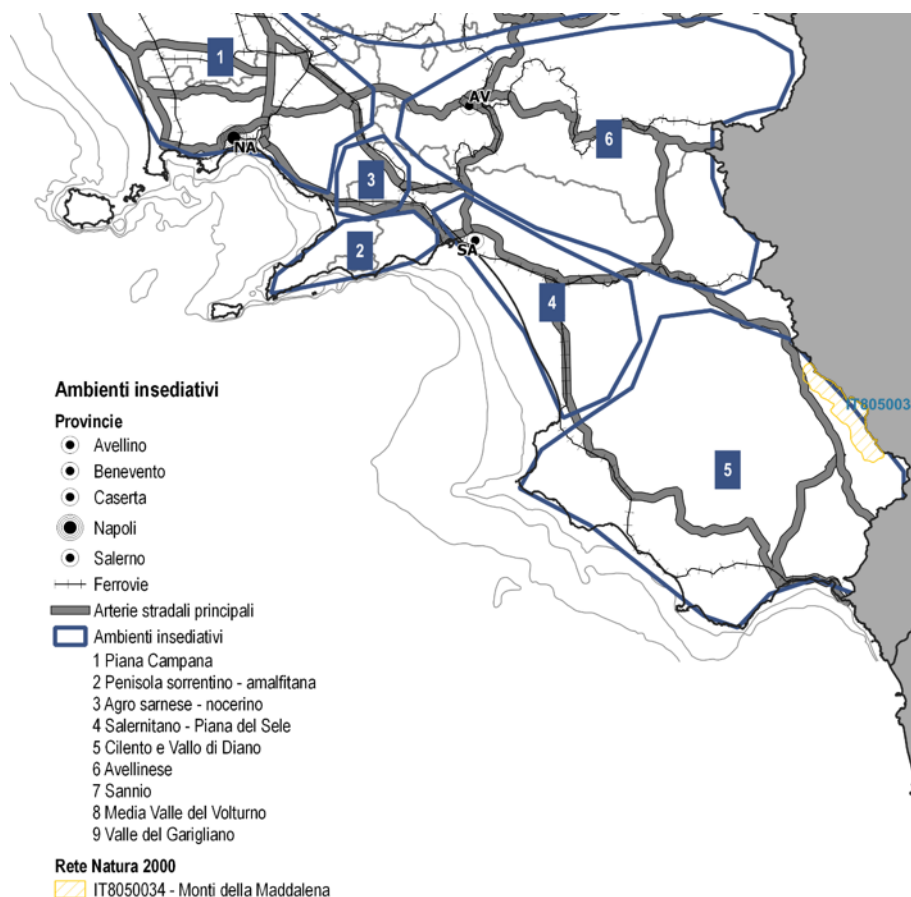 1
AV
NA
6
3
2
SA
4
IT805003
5
Ambienti insediativi
Provincie
Avellino
Benevento
Caserta
Napoli
Salerno
Ferrovie
Arterie stradali principali
Ambienti insediativi
1 Piana Campana
2 Penisola sorrentino - amalfitana
3 Agro sarnese - nocerino
4 Salernitano - Piana del Sele
5 Cilento e Vallo di Diano
6 Avellinese
7 Sannio
8 Media Valle del Volturno
9 Valle del Garigliano
Rete Natura 2000
IT8050034 - Monti della Maddalena